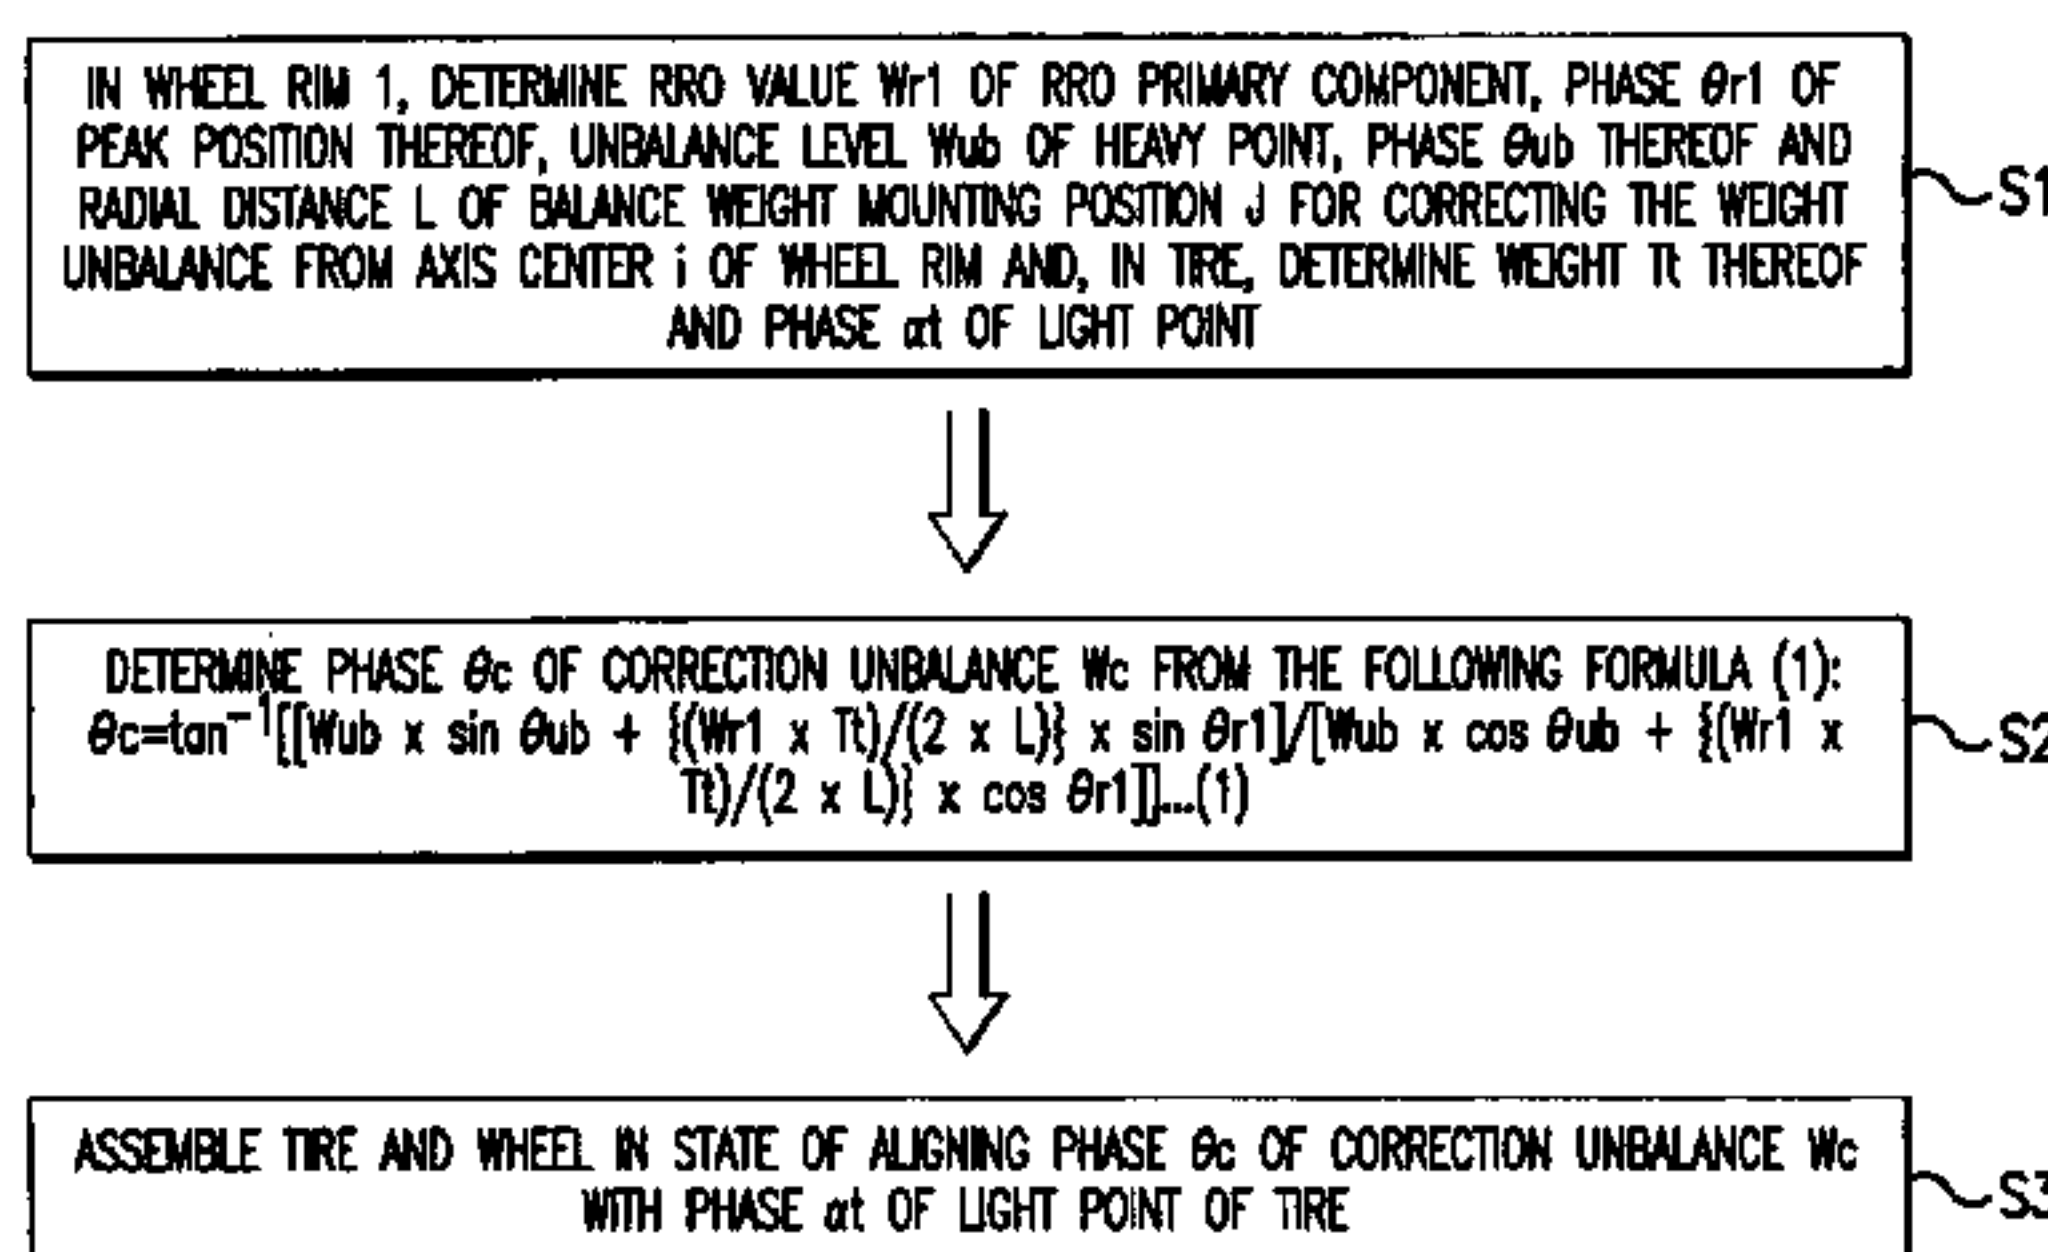 IN WHEEL RIM 1, DETERMINE RRO VALUE Wr1 OF RRO PRIMARY COMPONENT, PHASE θr1 OF
PEAK POSITION THEREOF, UNBALANCE LEVEL Wub OF HEAVY POINT, PHASE θub THEREOF AND
RADIAL DISTANCE L OF BALANCE WEIGHT MOUNTING POSITION J FOR CORRECTING THE WEIGHT
UNBALANCE FROM AXIS CENTER i OF WHEEL RIM AND, IN TIRE, DETERMINE WEIGHT Tt THEREOF
AND PHASE αt OF LIGHT POINT
S1
DETERMINE PHASE θc OF CORRECTION UNBALANCE Wc FROM THE FOLLOWING FORMULA (1):
θc=tan⁻¹[[Wub x sin θub + {(Wr1 x Tt)/(2 x L)} x sin θr1]/[Wub x cos θub + {(Wr1 x
Tt)/(2 x L)} x cos θr1]]...(1)
S2
ASSEMBLE TIRE AND WHEEL IN STATE OF ALIGNING PHASE θc OF CORRECTION UNBALANCE Wc
WITH PHASE αt OF LIGHT POINT OF TIRE
S3